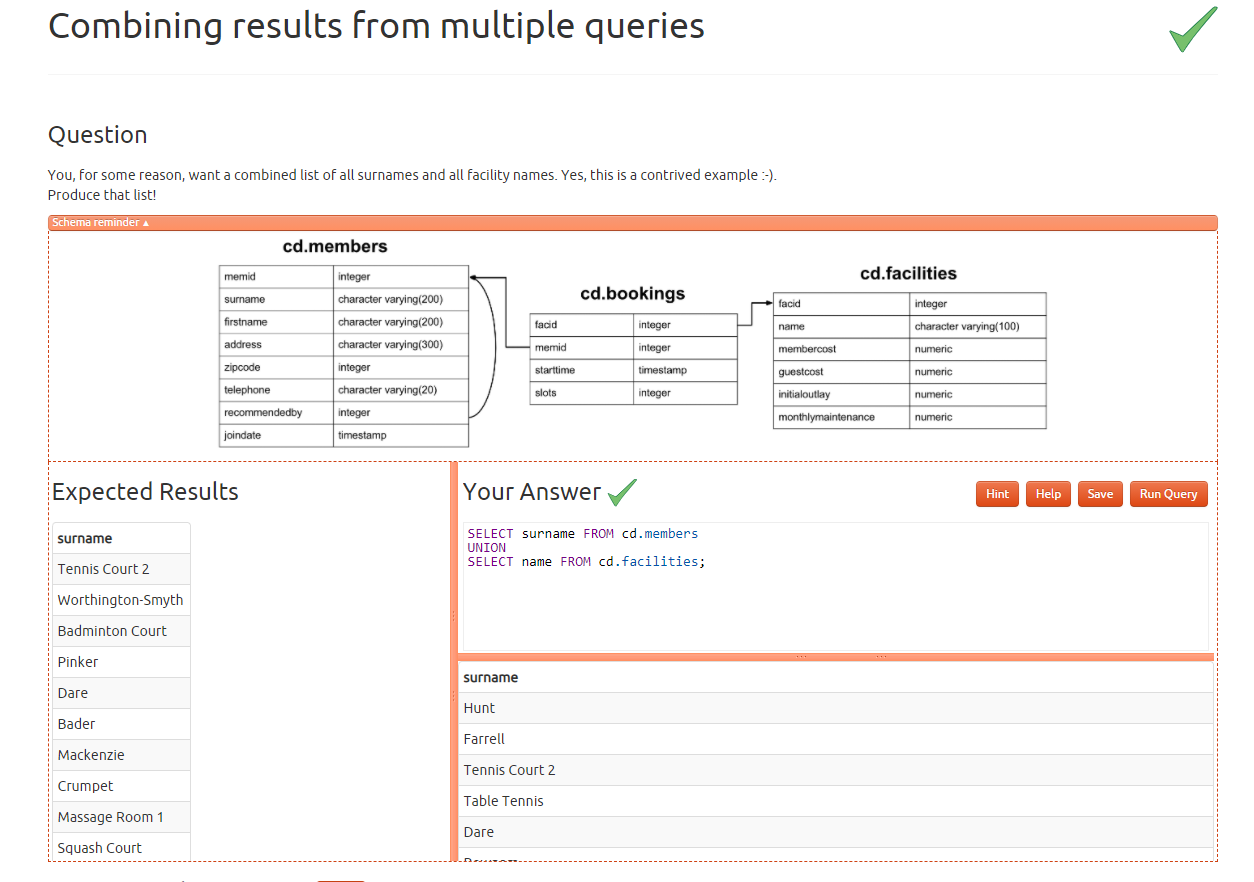 Combining results from multiple queries
Question
You, for some reason, want a combined list of all surnames and all facility names. Yes, this is a contrived example :-).
Produce that list!
Schema reminder ▴
cd.members
memid integer
surname character varying(200)
firstname character varying(200)
address character varying(300)
zipcode integer
telephone character varying(20)
recommendedby integer
joindate timestamp
cd.bookings
facid integer
memid integer
starttime timestamp
slots integer
cd.facilities
facid integer
name character varying(100)
membercost numeric
guestcost numeric
initialoutlay numeric
monthlymaintenance numeric
Expected Results
surname
Tennis Court 2
Worthington-Smyth
Badminton Court
Pinker
Dare
Bader
Mackenzie
Crumpet
Massage Room 1
Squash Court
Your Answer
Hint Help Save Run Query
SELECT surname FROM cd.members
UNION
SELECT name FROM cd.facilities;
surname
Hunt
Farrell
Tennis Court 2
Table Tennis
Dare